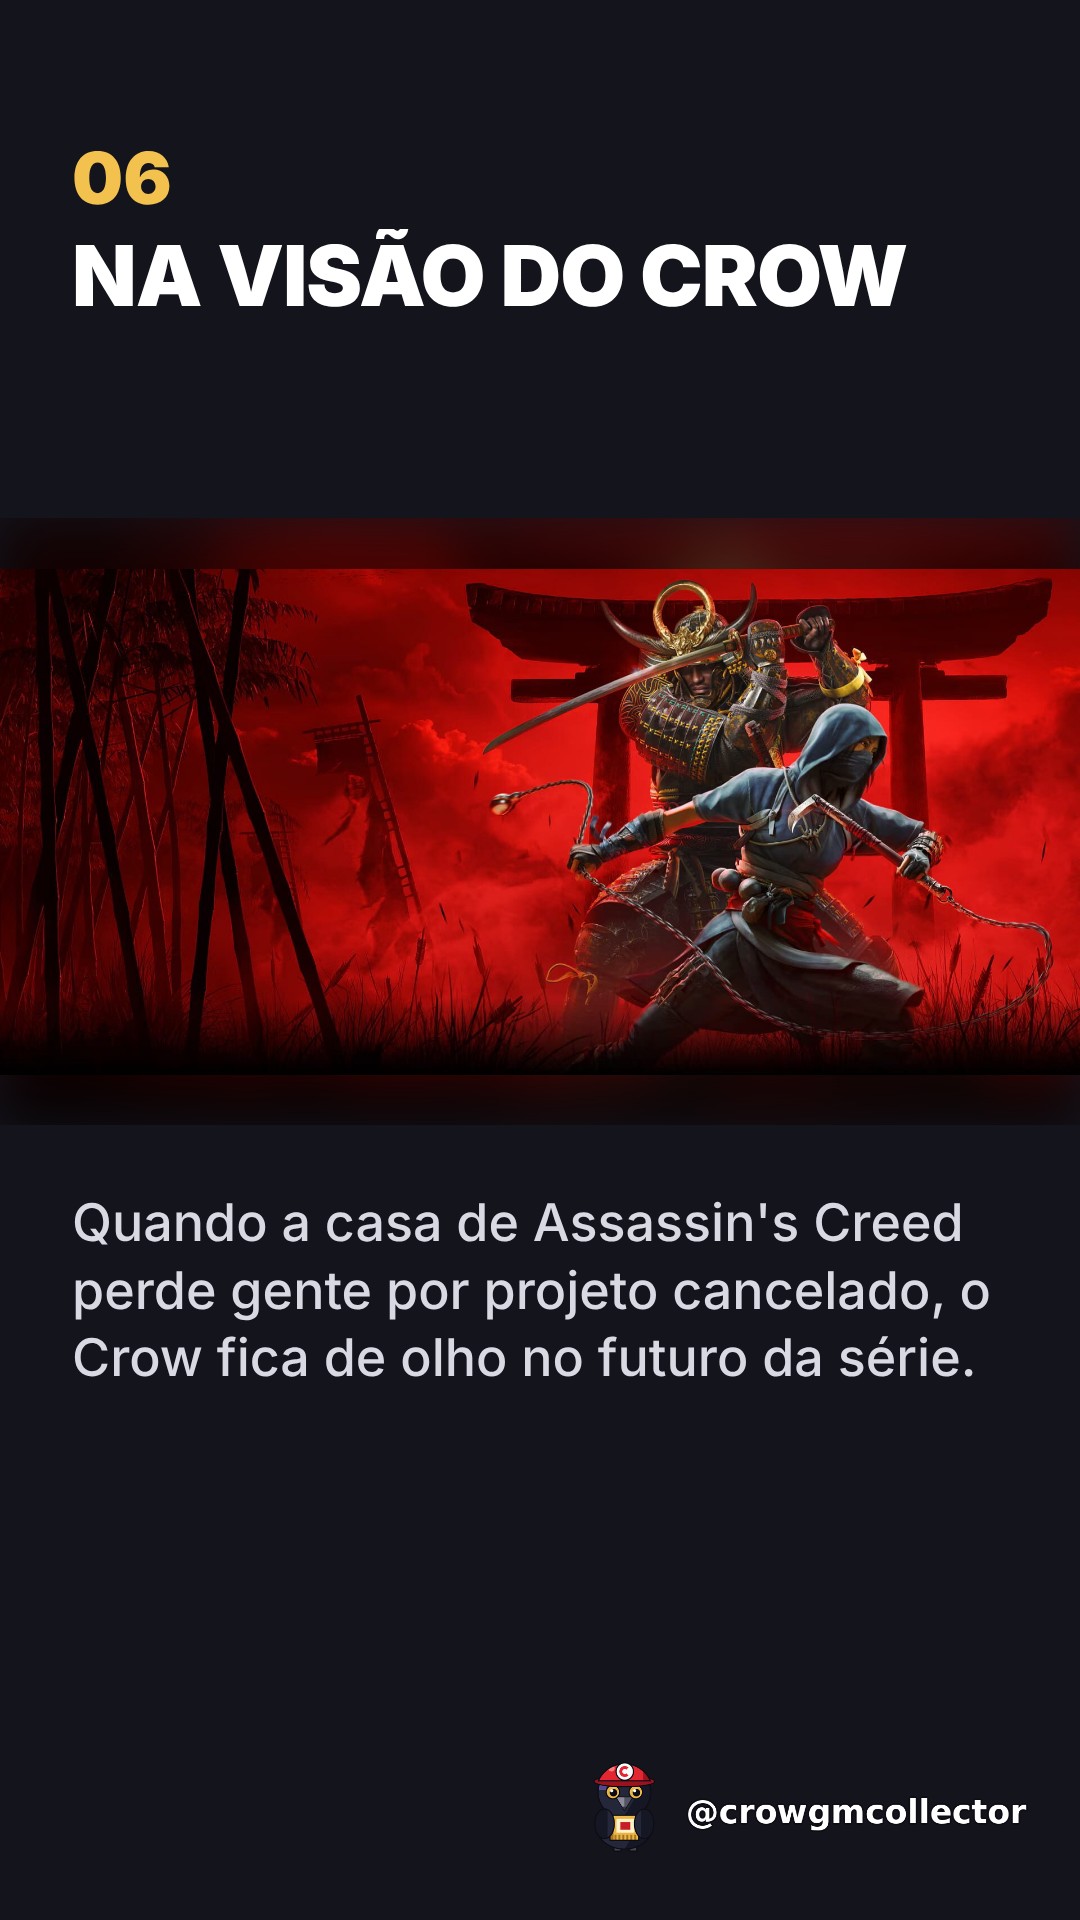 06
NA VISÃO DO CROW
Quando a casa de Assassin's Creed
perde gente por projeto cancelado, o
Crow fica de olho no futuro da série.
C
@crowgmcollector